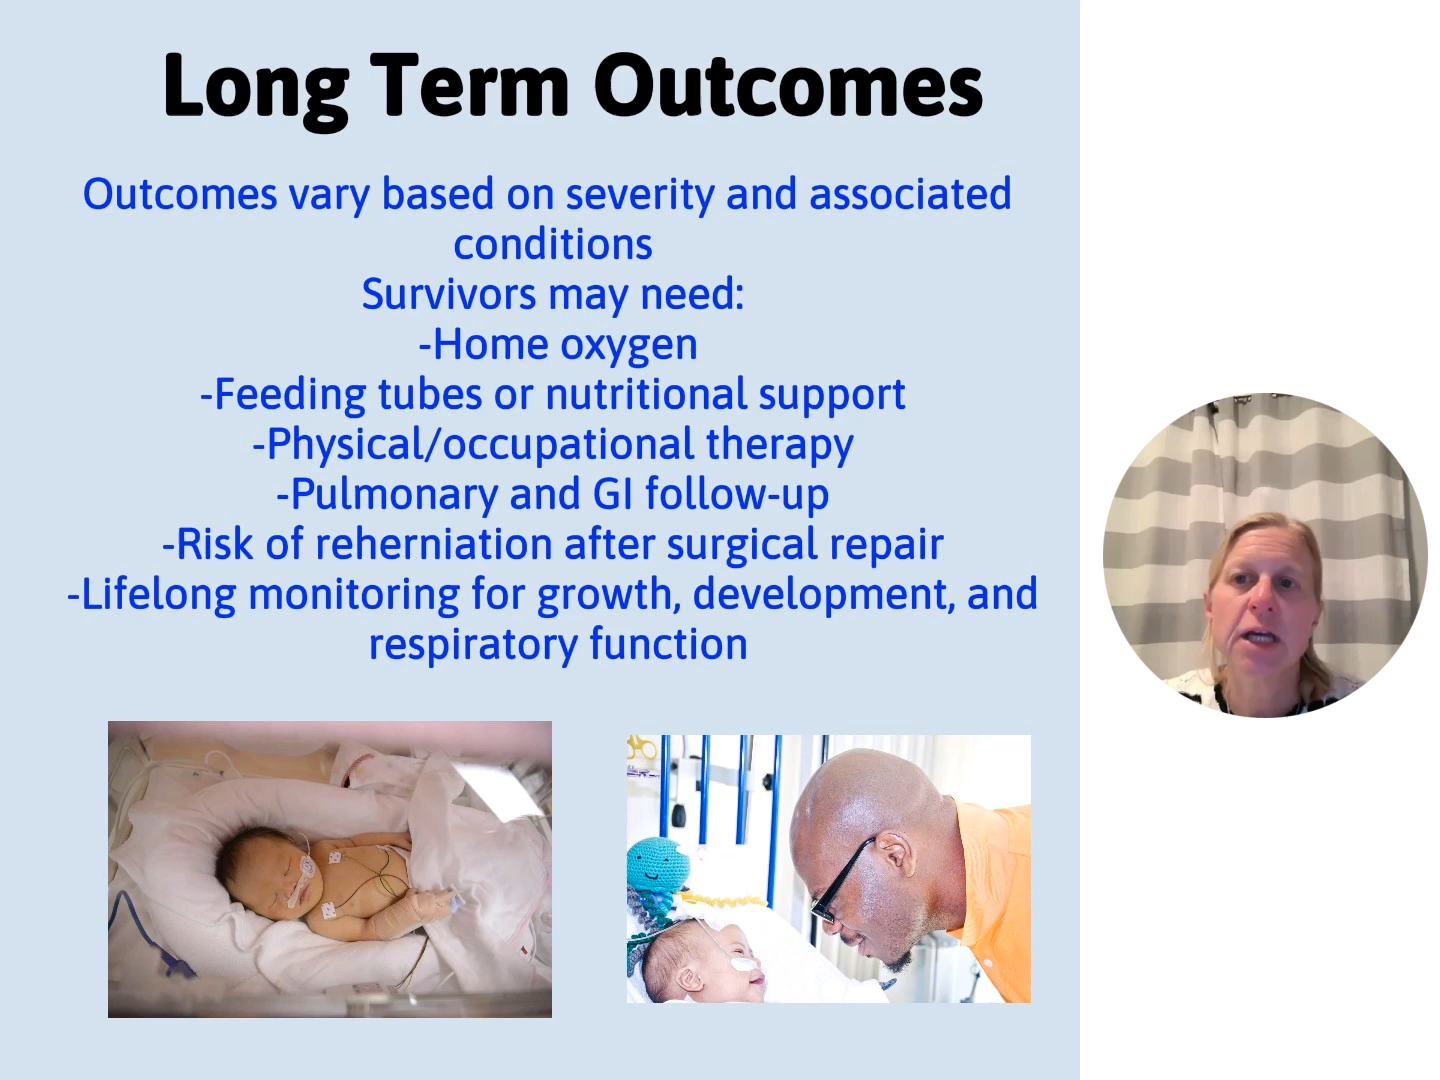 Long Term Outcomes
Outcomes vary based on severity and associated
conditions
Survivors may need:
-Home oxygen
-Feeding tubes or nutritional support
-Physical/occupational therapy
-Pulmonary and GI follow-up
-Risk of reherniation after surgical repair
-Lifelong monitoring for growth, development, and
respiratory function